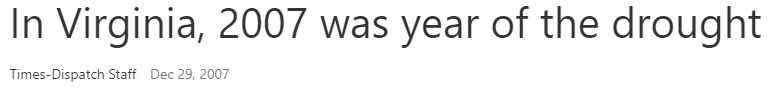 In Virginia, 2007 was year of the drought
Times-Dispatch Staff Dec 29, 2007